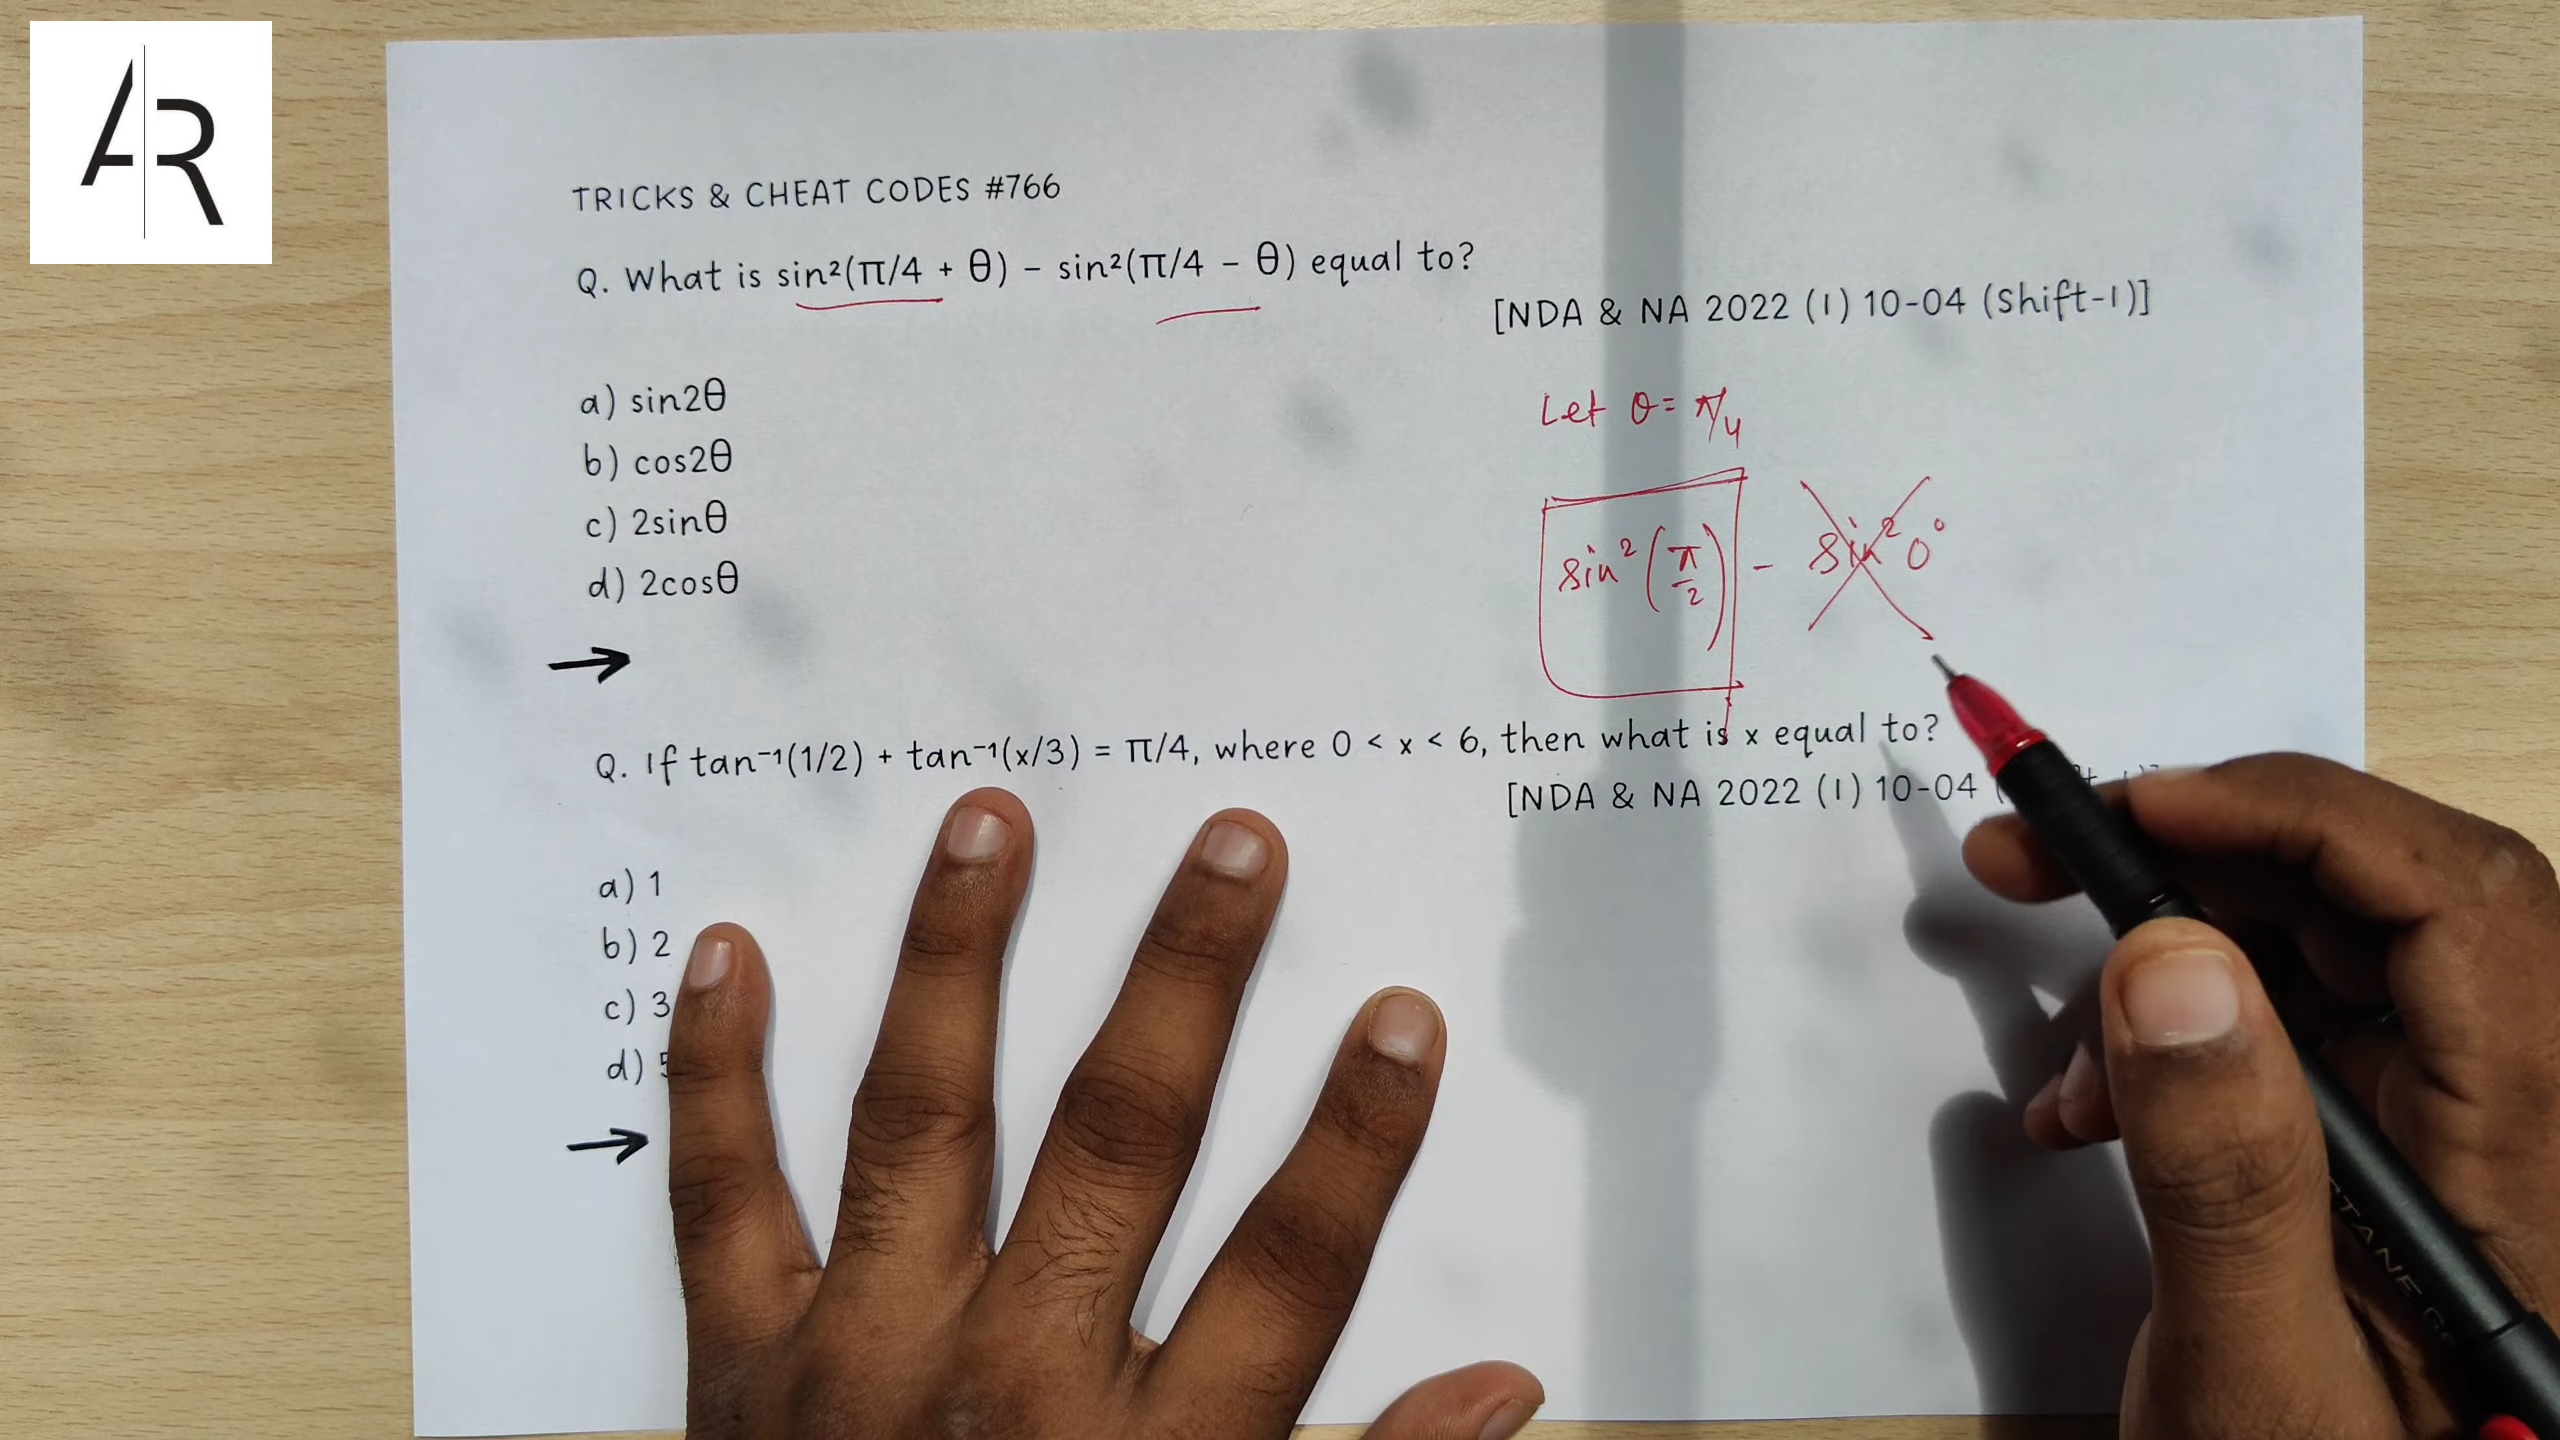 AR
TRICKS & CHEAT CODES #766
Q. What is sin²(π/4 + θ) – sin²(π/4 – θ) equal to?
[NDA & NA 2022 (1) 10-04 (Shift-1)]
a) sin2θ
b) cos2θ
c) 2sinθ
d) 2cosθ
→
Let θ = π/4
sin²(π/2) - sin² 0°
Q. If tan⁻¹(1/2) + tan⁻¹(x/3) = π/4, where 0 < x < 6, then what is x equal to?
[NDA & NA 2022 (1) 10-04
a) 1
b) 2
c) 3
d)
→